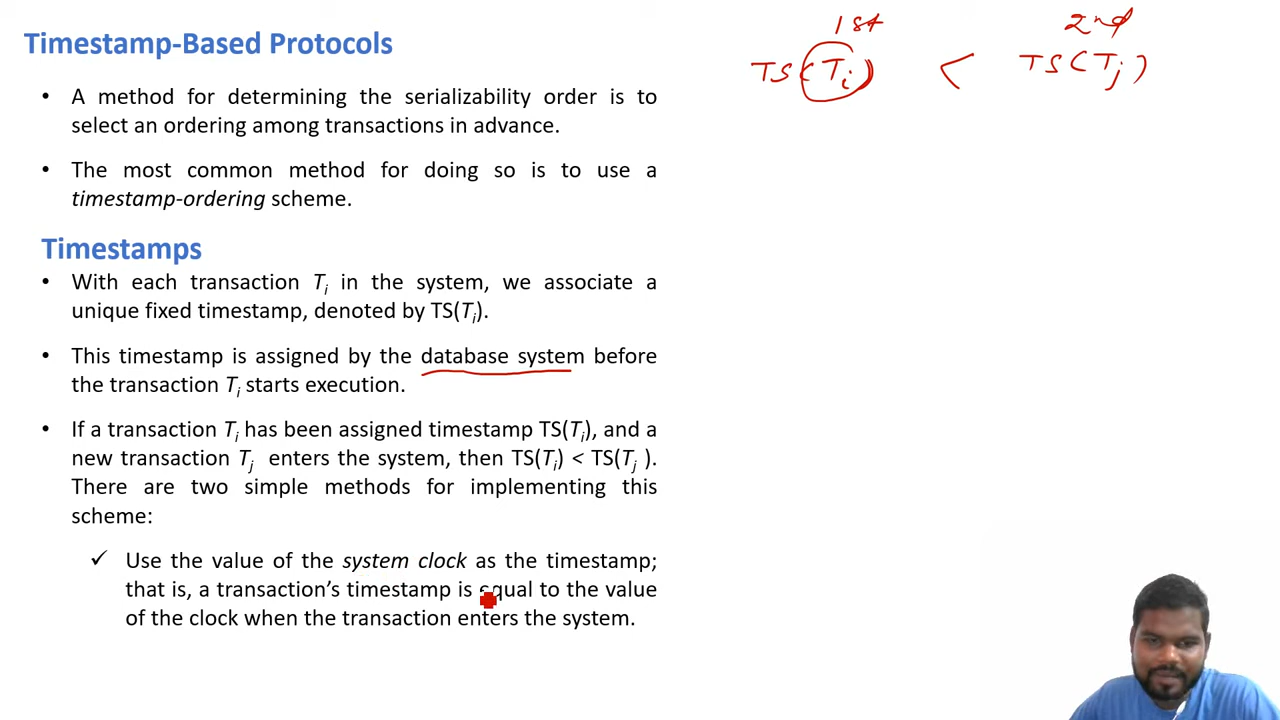 Timestamp-Based Protocols
• A method for determining the serializability order is to
select an ordering among transactions in advance.
• The most common method for doing so is to use a
timestamp-ordering scheme.
Timestamps
• With each transaction Ti in the system, we associate a
unique fixed timestamp, denoted by TS(Ti).
• This timestamp is assigned by the database system before
the transaction Ti starts execution.
• If a transaction Ti has been assigned timestamp TS(Ti), and a
new transaction Tj enters the system, then TS(Ti) < TS(Tj ).
There are two simple methods for implementing this
scheme:
✓ Use the value of the system clock as the timestamp;
that is, a transaction’s timestamp is equal to the value
of the clock when the transaction enters the system.
1st 2nd
TS(Ti) < TS(Tj)